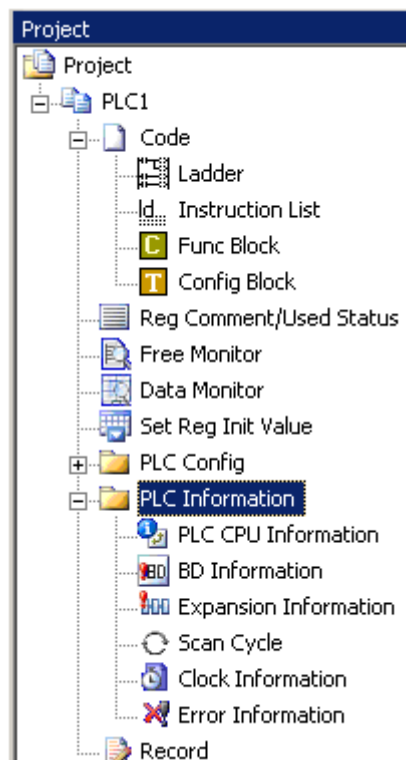 Project
Project
PLC1
Code
Ladder
ld... Instruction List
C Func Block
T Config Block
Reg Comment/Used Status
Free Monitor
Data Monitor
Set Reg Init Value
PLC Config
PLC Information
PLC CPU Information
BD BD Information
Expansion Information
Scan Cycle
Clock Information
Error Information
Record